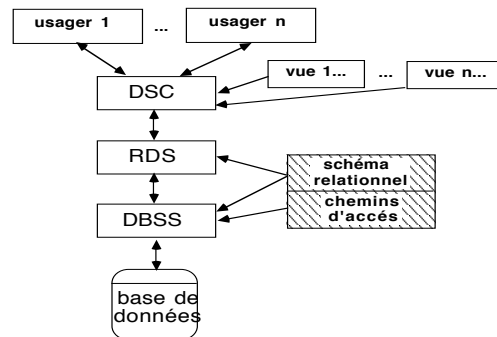 usager 1 ... usager n
vue 1... ... vue n...
DSC
RDS
schéma
relationnel
chemins
d'accés
DBSS
base de
données